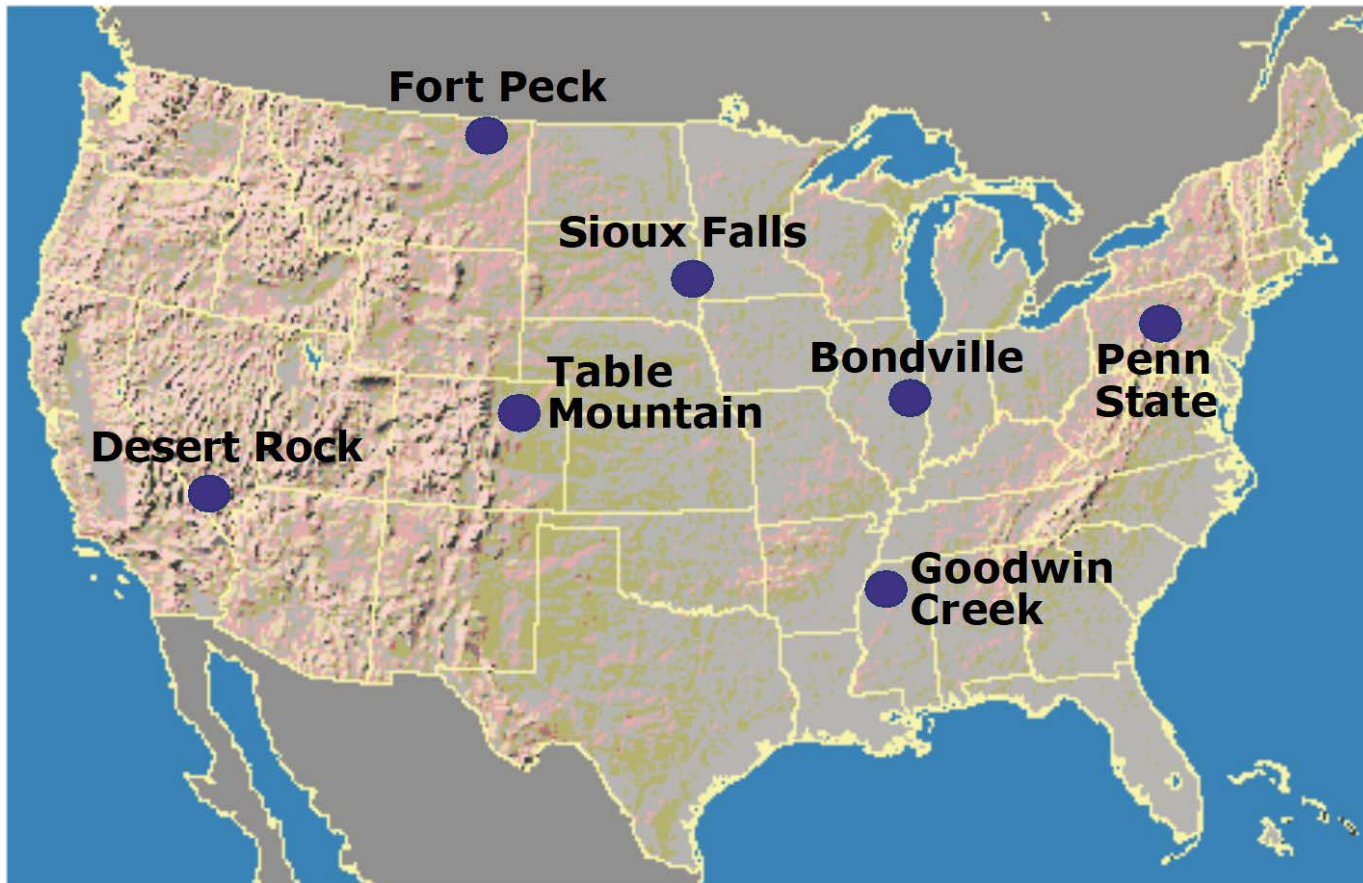 Fort Peck
Sioux Falls
Table
Mountain
Bondville
Penn
State
Desert Rock
Goodwin
Creek